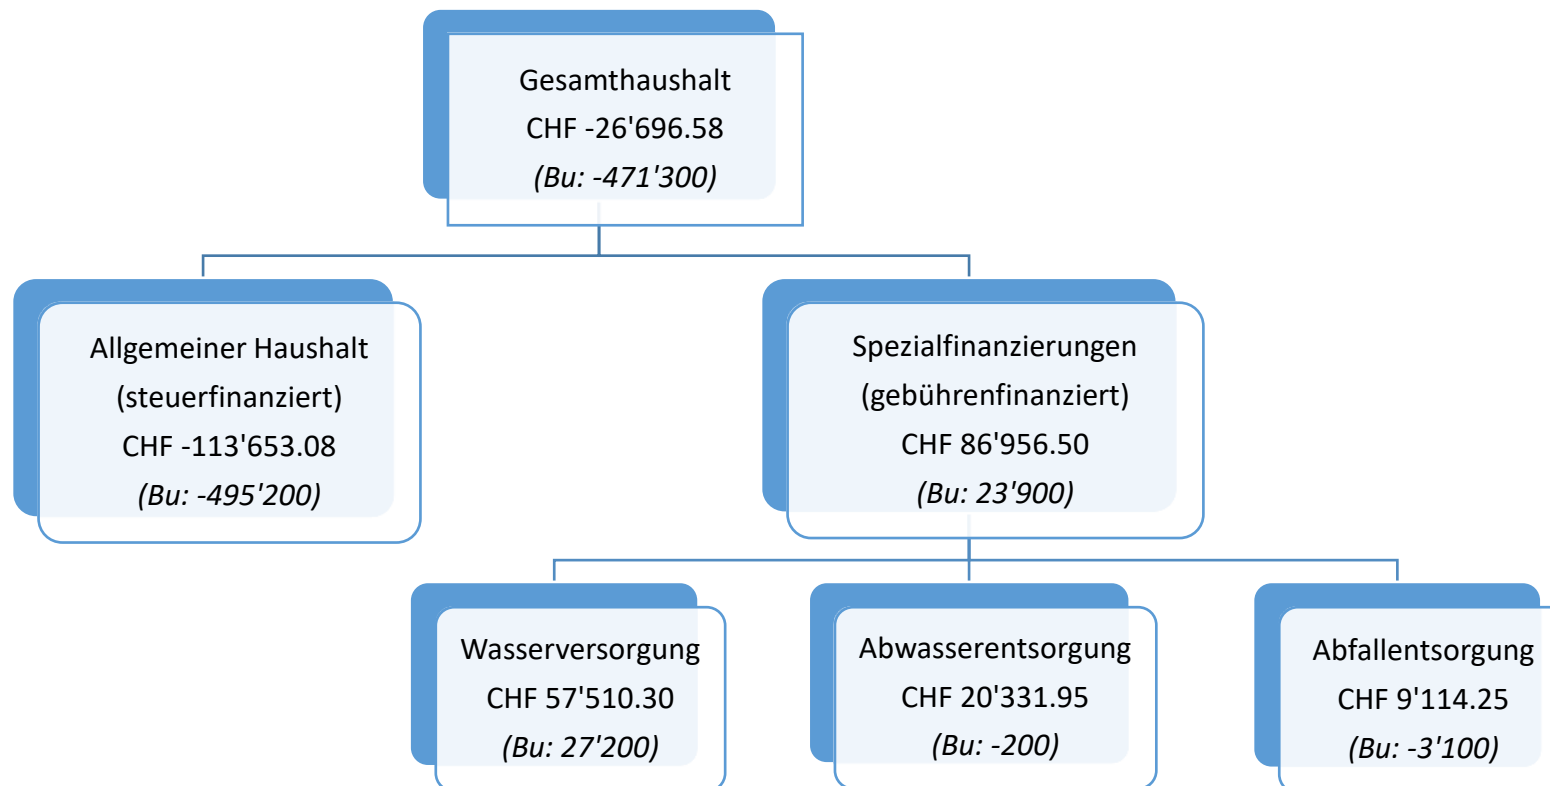 Gesamthaushalt
CHF -26'696.58
(Bu: -471'300)
Allgemeiner Haushalt
(steuerfinanziert)
CHF -113'653.08
(Bu: -495'200)
Spezialfinanzierungen
(gebührenfinanziert)
CHF 86'956.50
(Bu: 23'900)
Wasserversorgung
CHF 57'510.30
(Bu: 27'200)
Abwasserentsorgung
CHF 20'331.95
(Bu: -200)
Abfallentsorgung
CHF 9'114.25
(Bu: -3'100)